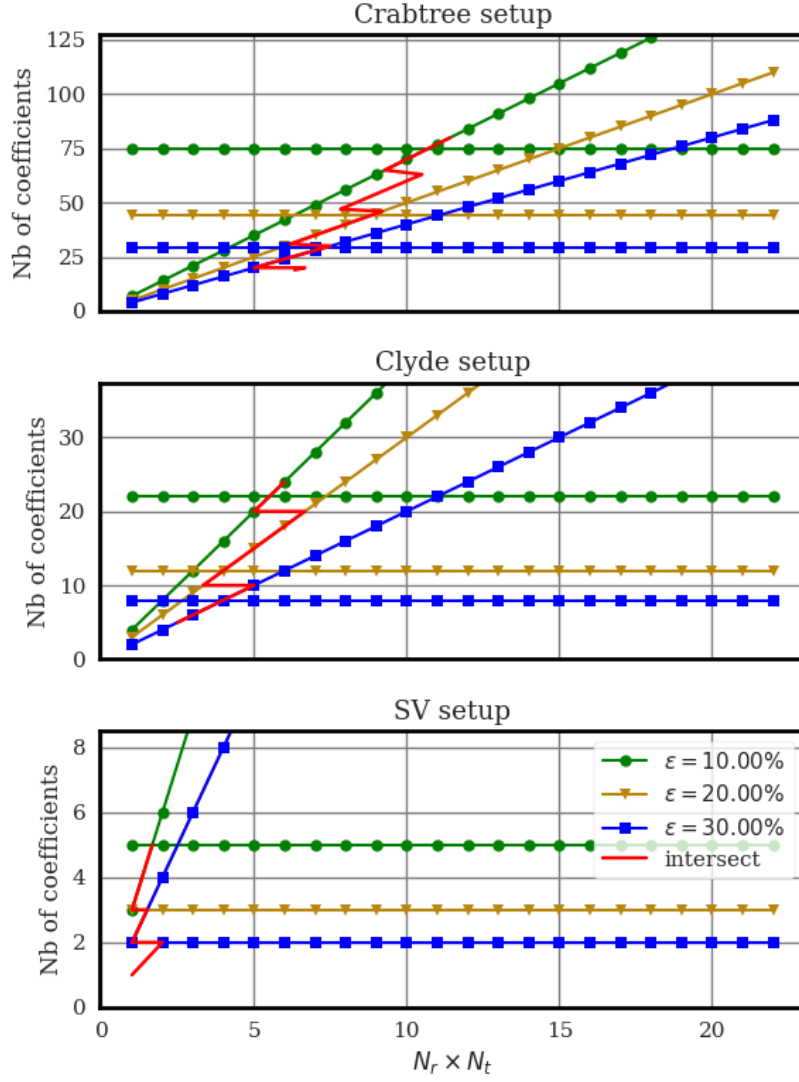 Crabtree setup
Nb of coefficients
125
100
75
50
25
0
Clyde setup
Nb of coefficients
30
20
10
0
SV setup
Nb of coefficients
8
6
4
2
0
ε = 10.00%
ε = 20.00%
ε = 30.00%
intersect
0 5 10 15 20
N_r × N_t